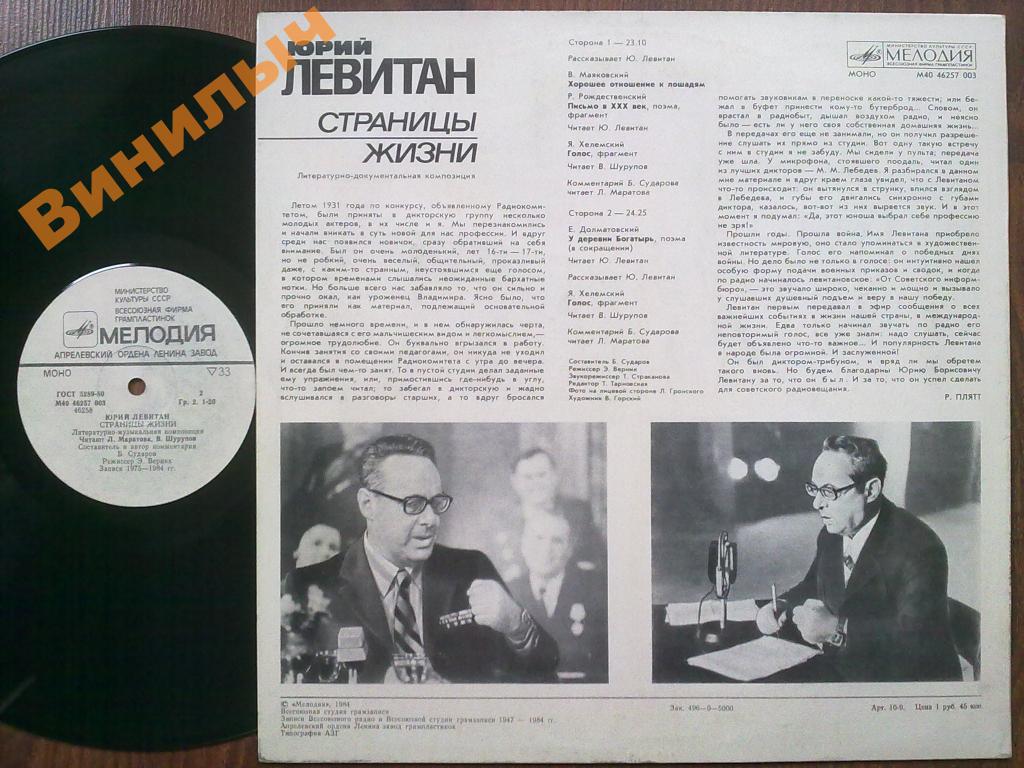 Винилыч
МИНИСТЕРСТВО
КУЛЬТУРЫ СССР
ВСЕСОЮЗНАЯ ФИРМА
ГРАМПЛАСТИНОК
МЕЛОДИЯ
АПРЕЛЕВСКИЙ ОРДЕНА ЛЕНИНА ЗАВОД
МОНО
▽33
ГОСТ 5289-80
2
М40 46257 003
Гр. 2. 1-20
46258
ЮРИЙ ЛЕВИТАН
СТРАНИЦЫ ЖИЗНИ
Литературно-музыкальная композиция
Читают Л. Маратова, В. Шурупов
Составитель и автор комментария
Б. Сударов
Режиссер Э. Верник
Записи 1975—1984 гг.
ЮРИЙ
ЛЕВИТАН
СТРАНИЦЫ
ЖИЗНИ
Литературно-документальная композиция
Летом 1931 года по конкурсу, объявленному Радиокоми-
тетом, были приняты в дикторскую группу несколько
молодых актеров, в их числе и я. Мы перезнакомились
и начали вникать в суть новой для нас профессии. И вдруг
среди нас появился новичок, сразу обративший на себя
внимание. Был он очень молоденький, лет 16-ти — 17-ти,
но не робкий, очень веселый, общительный, проказливый
даже, с каким-то странным, неустоявшимся еще голосом,
в котором временами слышились неожиданные бархатные
нотки. Но больше всего нас забавляло то, что он сильно и
прочно окал, как уроженец Владимира. Ясно было, что
его приняли как материал, подлежащий основательной
обработке.
Прошло немного времени, и в нем обнаружилась черта,
не сочетавшаяся с его мальчишеским видом и легкомыслием,—
огромное трудолюбие. Он буквально вгрызался в работу.
Кончив занятия со своими педагогами, он никуда не уходил
и оставался в помещении Радиокомитета с утра до вечера.
И всегда был чем-то занят. То в пустой студии делал заданные
ему упражнения, или, примостившись где-нибудь в углу,
что-то запоем читал; то забегал в дикторскую и жадно
вслушивался в разговоры старших, а то вдруг бросался
Сторона 1 — 23.10
Рассказывает Ю. Левитан
В. Маяковский
Хорошее отношение к лошадям
Р. Рождественский
Письмо в XXX век, поэма,
фрагмент
Читает Ю. Левитан
Я. Хелемский
Голос, фрагмент
Читает В. Шурупов
Комментарий Б. Сударова
читает Л. Маратова
Сторона 2 — 24.25
Е. Долматовский
У деревни Богатырь, поэма
(в сокращении)
Читает Ю. Левитан
Рассказывает Ю. Левитан
Я. Хелемский
Голос, фрагмент
Читает В. Шурупов
Комментарий Б. Сударова
читает Л. Маратова
Составитель Б. Сударов
Режиссер Э. Верник
Звукорежиссер Т. Страканова
Редактор Т. Тарновская
Фото на лицевой стороне Л. Гронского
Художник В. Горский
МИНИСТЕРСТВО КУЛЬТУРЫ СССР
МЕЛОДИЯ
ВСЕСОЮЗНАЯ ФИРМА ГРАМПЛАСТИНОК
МОНО
М40 46257 003
помогать звуковикам в переноске какой-то тяжести; или бе-
жал в буфет принести кому-то бутерброд... Словом, он
врастал в радиобыт, дышал воздухом радио, и неясно
было — есть ли у него своя собственная домашняя жизнь...
В передачах его еще не занимали, но он получил разреше-
ние слушать их прямо из студии. Вот одну такую встречу
с ним в студии я не забуду. Мы сидели у пульта; передача
уже шла. У микрофона, стоявшего поодаль, читал один
из лучших дикторов — М. М. Лебедев. Я разбирался в данном
мне материале и вдруг краем глаза увидел, что с Левитаном
что-то происходит: он вытянулся в струнку, впился взглядом
в Лебедева, и губы его двигались синхронно с губами
диктора, казалось, вот-вот из них вырвется звук. И в этот
момент я подумал: «Да, этот юноша выбрал себе профессию
не зря!»
Прошли годы. Прошла война. Имя Левитана приобрело
известность мировую, оно стало упоминаться в художествен-
ной литературе. Голос его напоминал о победных днях
войны. Но дело было не только в голосе: он интуитивно нашел
особую форму подачи военных приказов и сводок, и когда
по радио начиналось левитановское: «От Советского информ-
бюро», — это звучало широко, чеканно и мощно и вызывало
у слушавших душевный подъем и веру в нашу победу.
Левитан первым передавал в эфир сообщения о всех
важнейших событиях в жизни нашей страны, в междунаро-
дной жизни. Едва только начинал звучать по радио его
неповторимый голос, все уже знали: надо слушать, сейчас
будет объявлено что-то важное... И популярность Левитана
в народе была огромной. И заслуженной!
Он был диктором-трибуном, и вряд ли мы обретем
такого вновь. Но будем благодарны Юрию Борисовичу
Левитану за то, что он был. И за то, что он успел сделать
для советского радиовещания.
Р. ПЛЯТТ
© «Мелодия», 1984
Всесоюзная студия грамзаписи
Записи Всесоюзного радио и Всесоюзной студии грамзаписи 1947 — 1984 гг.
Апрелевский ордена Ленина завод грампластинок
Типография АЗГ
Зак. 496—0—5000
Арт. 10-9. Цена 1 руб. 45 коп.